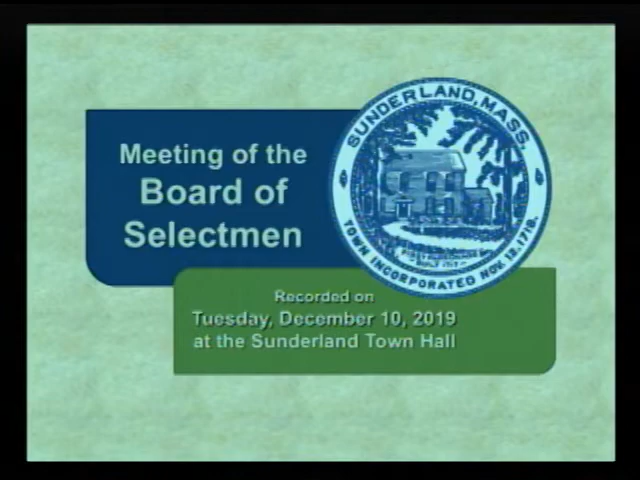 Meeting of the
Board of
Selectmen
SUNDERLAND, MASS.
TOWN INCORPORATED NOV. 12. 1718.
Recorded on
Tuesday, December 10, 2019
at the Sunderland Town Hall